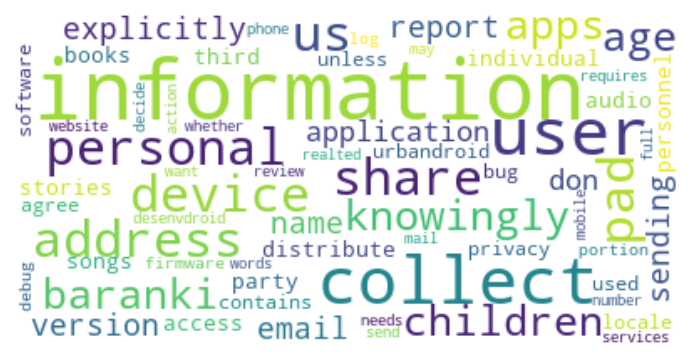 explicitly phone us log report apps age
software books third unless may individual
information requires
decide action audio personnel
website whether application user full
personal realted urbandroid
want review share bug don pad
stories device
agree desenvdroid name knowingly mobile sending
address distribute mail privacy portion
songs firmware words
debug baranki party collect used
contains number
version access email needs send children locale
services